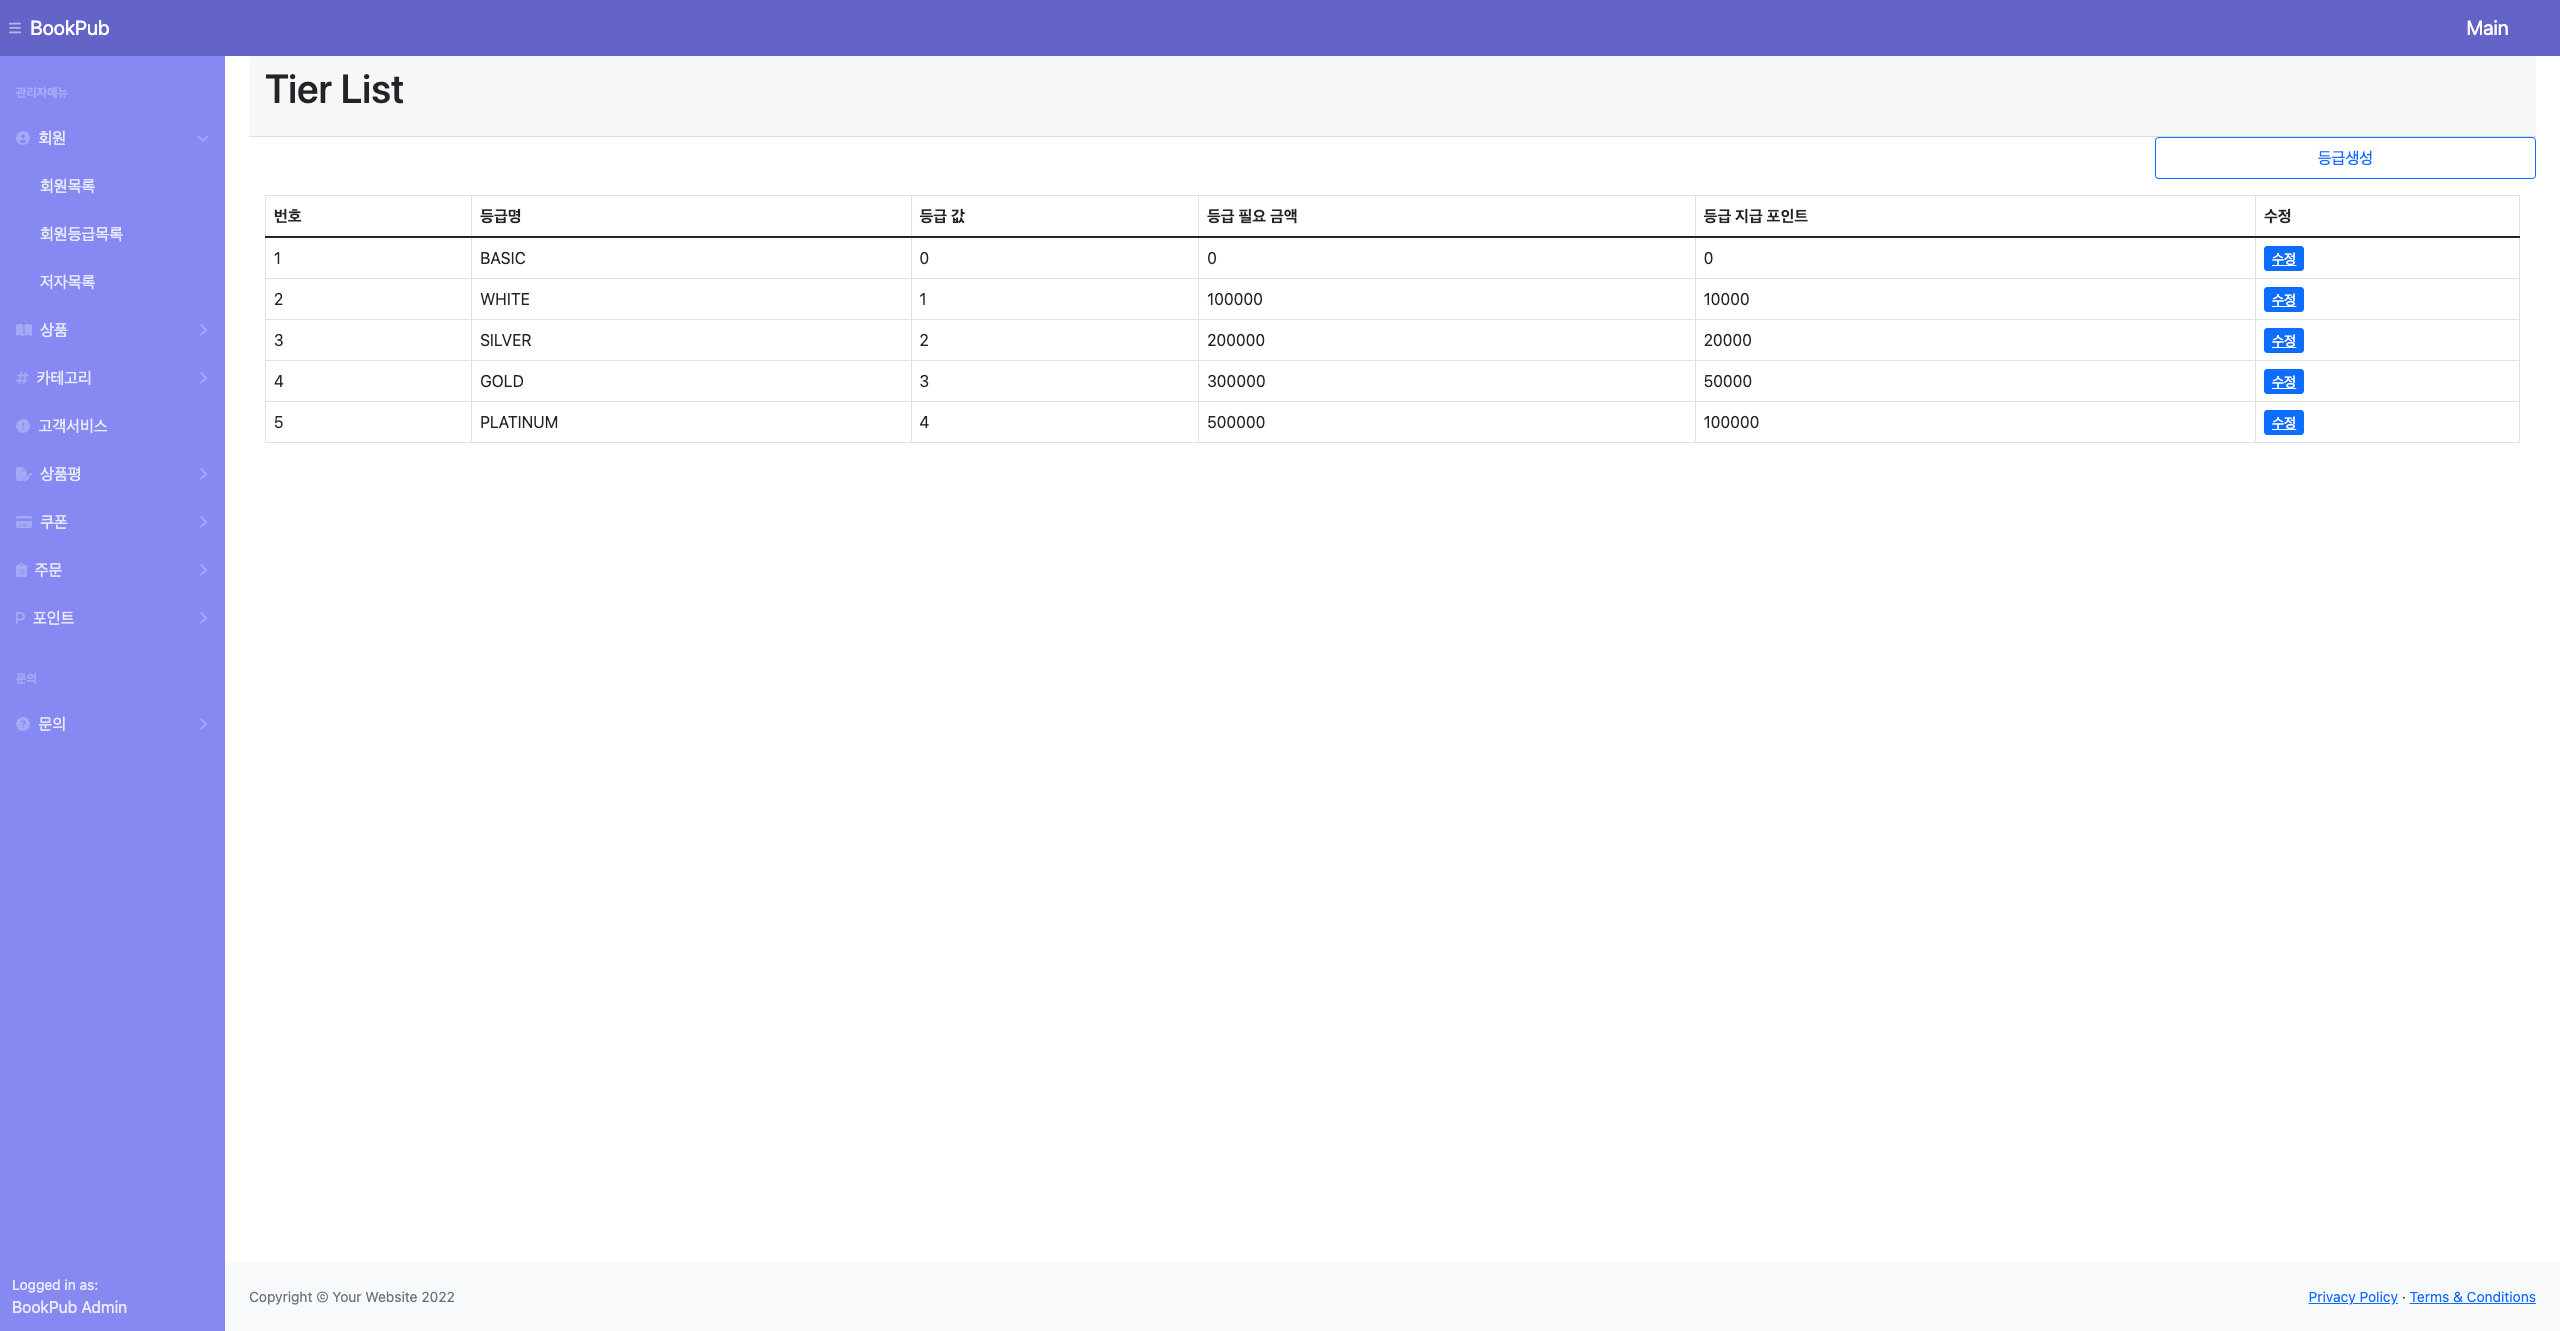 BookPub
Main
관리자메뉴
회원
회원목록
회원등급목록
저자목록
상품
카테고리
고객서비스
상품평
쿠폰
주문
P 포인트
문의
문의
Logged in as:
BookPub Admin
Tier List
등급생성
번호 등급명 등급 값 등급 필요 금액 등급 지급 포인트 수정
1 BASIC 0 0 0 수정
2 WHITE 1 100000 10000 수정
3 SILVER 2 200000 20000 수정
4 GOLD 3 300000 50000 수정
5 PLATINUM 4 500000 100000 수정
Copyright © Your Website 2022
Privacy Policy · Terms & Conditions